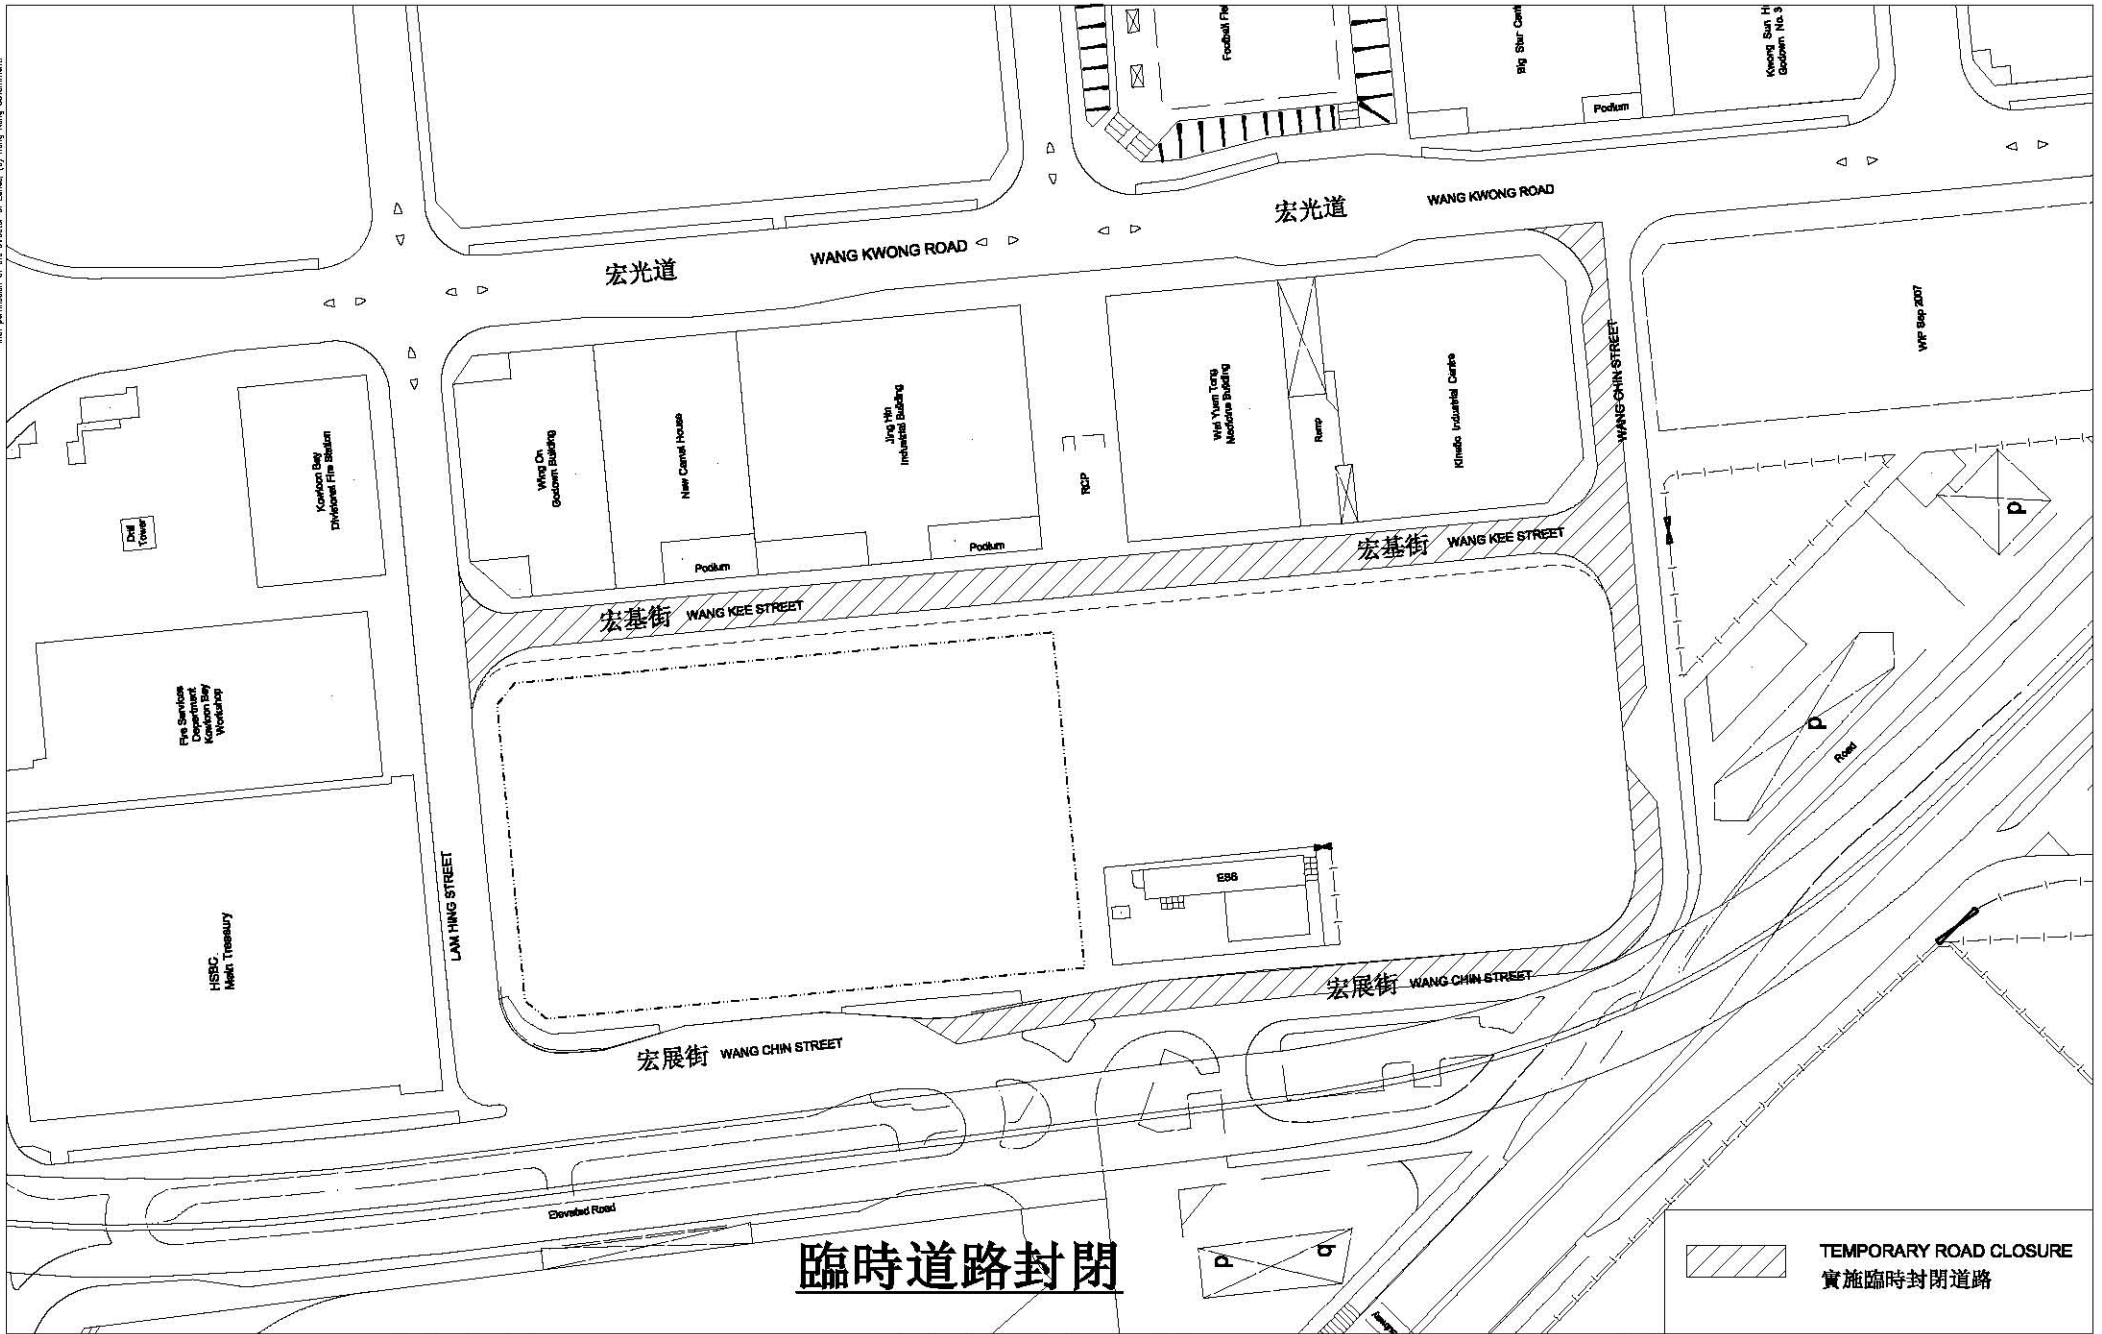 Football
Big Star
Kwong Sun
Godown No. 3
Podium
宏光道
WANG KWONG ROAD
宏光道
WANG KWONG ROAD
WIP Sep 2007
WANG CHIN STREET
Kowloon Bay
Divisional Fire Station
Drill
Tower
Wing On
Godown Building
New Camel House
Jing Hin
Industrial Building
RCP
Wai Yuen Tong
Medicine Building
Ramp
Kinetic Industrial Centre
Podium
Podium
宏基街 WANG KEE STREET
宏基街 WANG KEE STREET
P
Fire Services
Department
Kowloon Bay
Workshop
P
Road
LAM HING STREET
HSBC
Main Treasury
ESS
宏展街 WANG CHIN STREET
宏展街 WANG CHIN STREET
Elevated Road
臨時道路封閉
P
P
Subway
TEMPORARY ROAD CLOSURE
實施臨時封閉道路